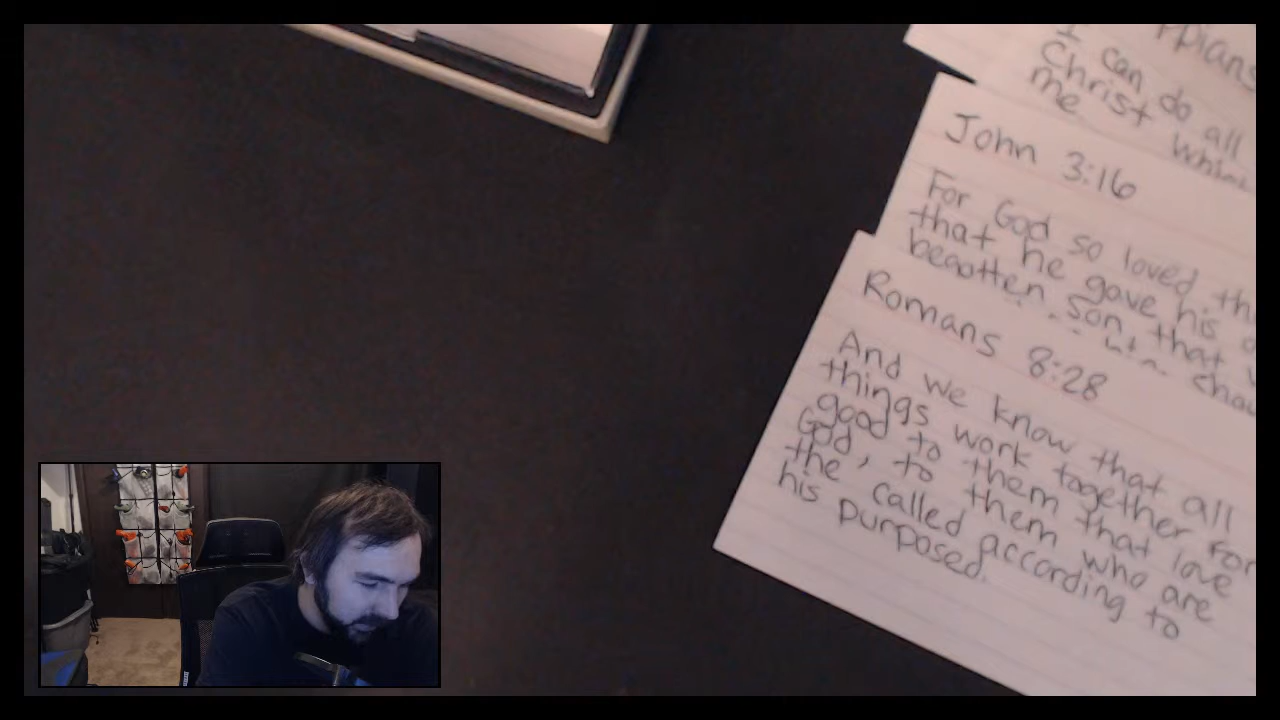 I can do all
Christ
me
John 3:16
For God so loved
that he gave his
begotten son, that
Romans 8:28
And we know that all
things work together for
good to them that love
God, to them who are
the called according to
his purposed.